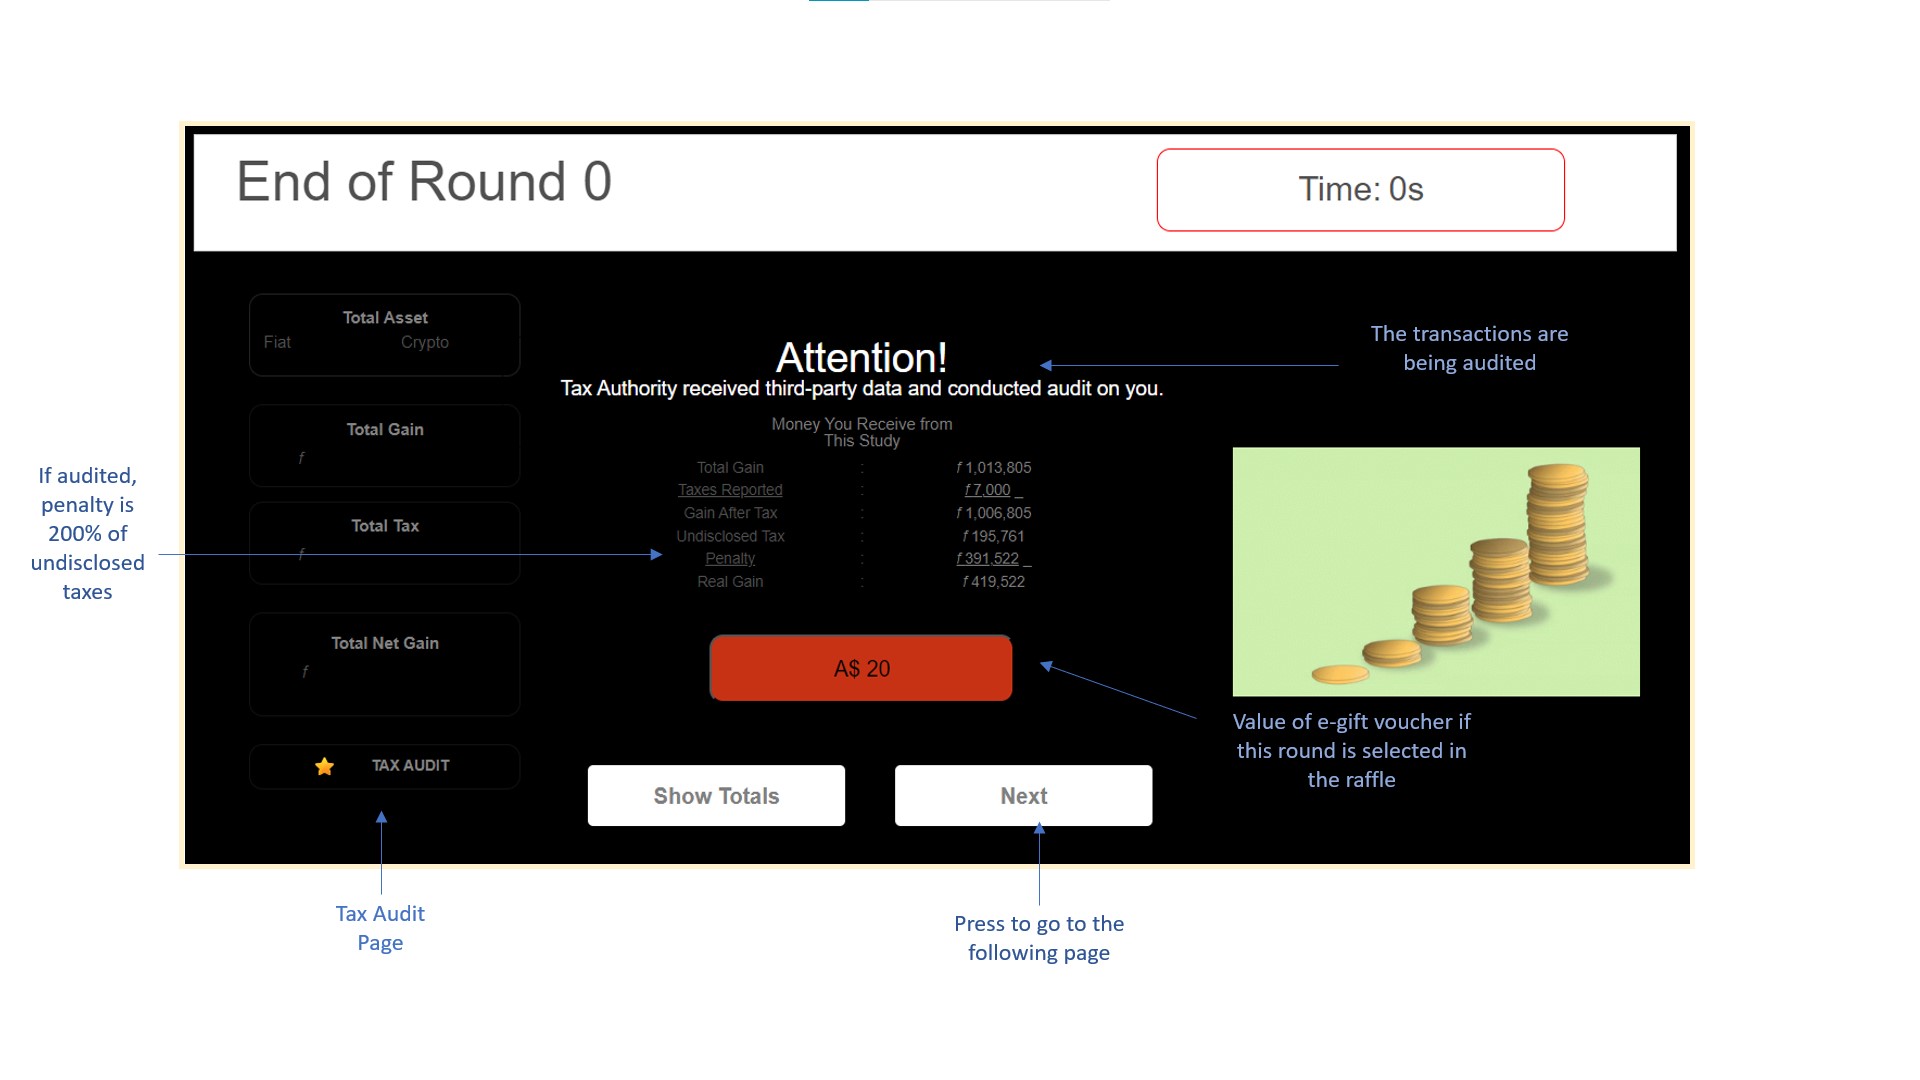 End of Round 0
Time: 0s
Total Asset
Fiat Crypto
Total Gain
f
Total Tax
f
Total Net Gain
f
TAX AUDIT
Attention!
Tax Authority received third-party data and conducted audit on you.
Money You Receive from
This Study
Total Gain : f 1,013,805
Taxes Reported : f 7,000 _
Gain After Tax : f 1,006,805
Undisclosed Tax : f 195,761
Penalty : f 391,522 _
Real Gain : f 419,522
A$ 20
Show Totals
Next
The transactions are
being audited
If audited,
penalty is
200% of
undisclosed
taxes
Value of e-gift voucher if
this round is selected in
the raffle
Tax Audit
Page
Press to go to the
following page